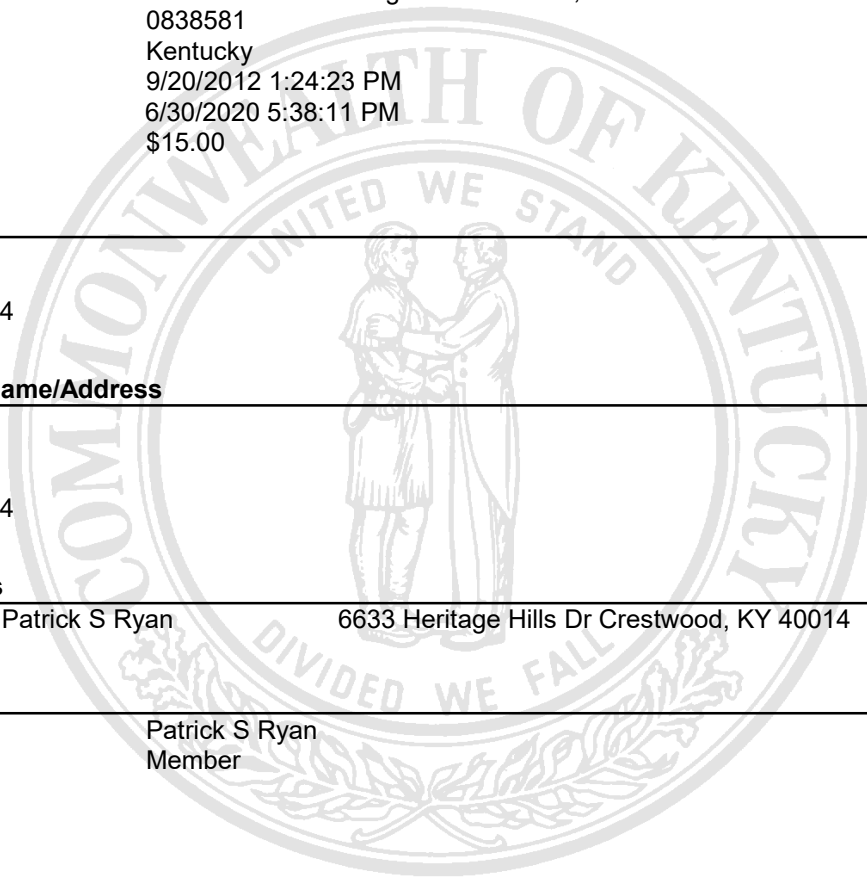 0838581
Kentucky
9/20/2012 1:24:23 PM
6/30/2020 5:38:11 PM
$15.00
COMMONWEALTH OF KENTUCKY
UNITED WE STAND
4
ame/Address
4
s
Patrick S Ryan 6633 Heritage Hills Dr Crestwood, KY 40014
DIVIDED WE FALL
Patrick S Ryan
Member